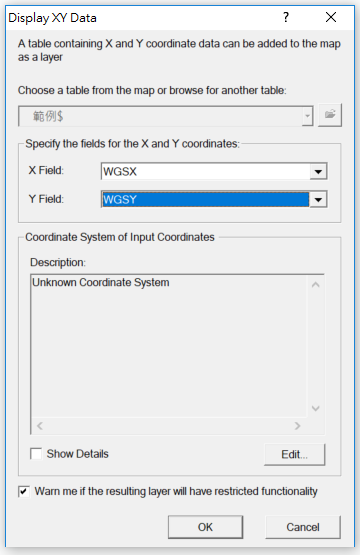 Display XY Data
?
A table containing X and Y coordinate data can be added to the map
as a layer
Choose a table from the map or browse for another table:
範例$
Specify the fields for the X and Y coordinates:
X Field:
WGSX
Y Field:
WGSY
Coordinate System of Input Coordinates
Description:
Unknown Coordinate System
Show Details
Edit...
Warn me if the resulting layer will have restricted functionality
OK
Cancel